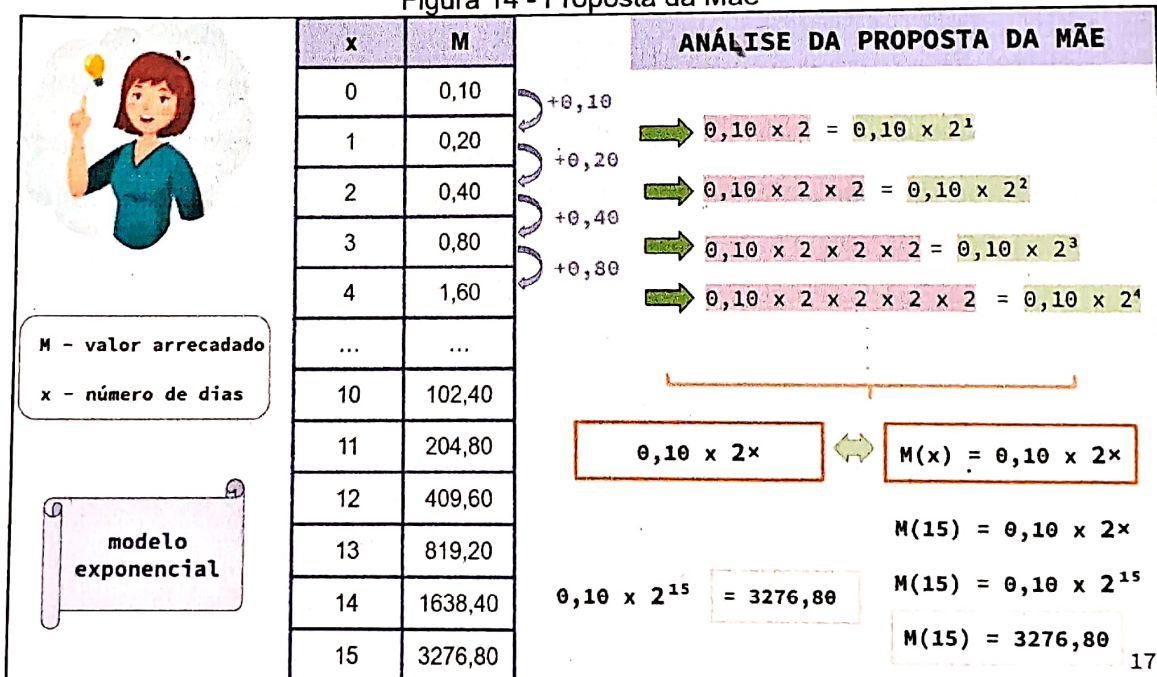 Figura 14 - Proposta da Mãe
x M
0 0,10
1 0,20
2 0,40
3 0,80
4 1,60
... ...
10 102,40
11 204,80
12 409,60
13 819,20
14 1638,40
15 3276,80
+0,10
+0,20
+0,40
+0,80
M - valor arrecadado
x - número de dias
modelo
exponencial
ANÁLISE DA PROPOSTA DA MÃE
0,10 x 2 = 0,10 x 2¹
0,10 x 2 x 2 = 0,10 x 2²
0,10 x 2 x 2 x 2 = 0,10 x 2³
0,10 x 2 x 2 x 2 x 2 = 0,10 x 2⁴
0,10 x 2ˣ
M(x) = 0,10 x 2ˣ
M(15) = 0,10 x 2ˣ
0,10 x 2¹⁵ = 3276,80
M(15) = 0,10 x 2¹⁵
M(15) = 3276,80
17